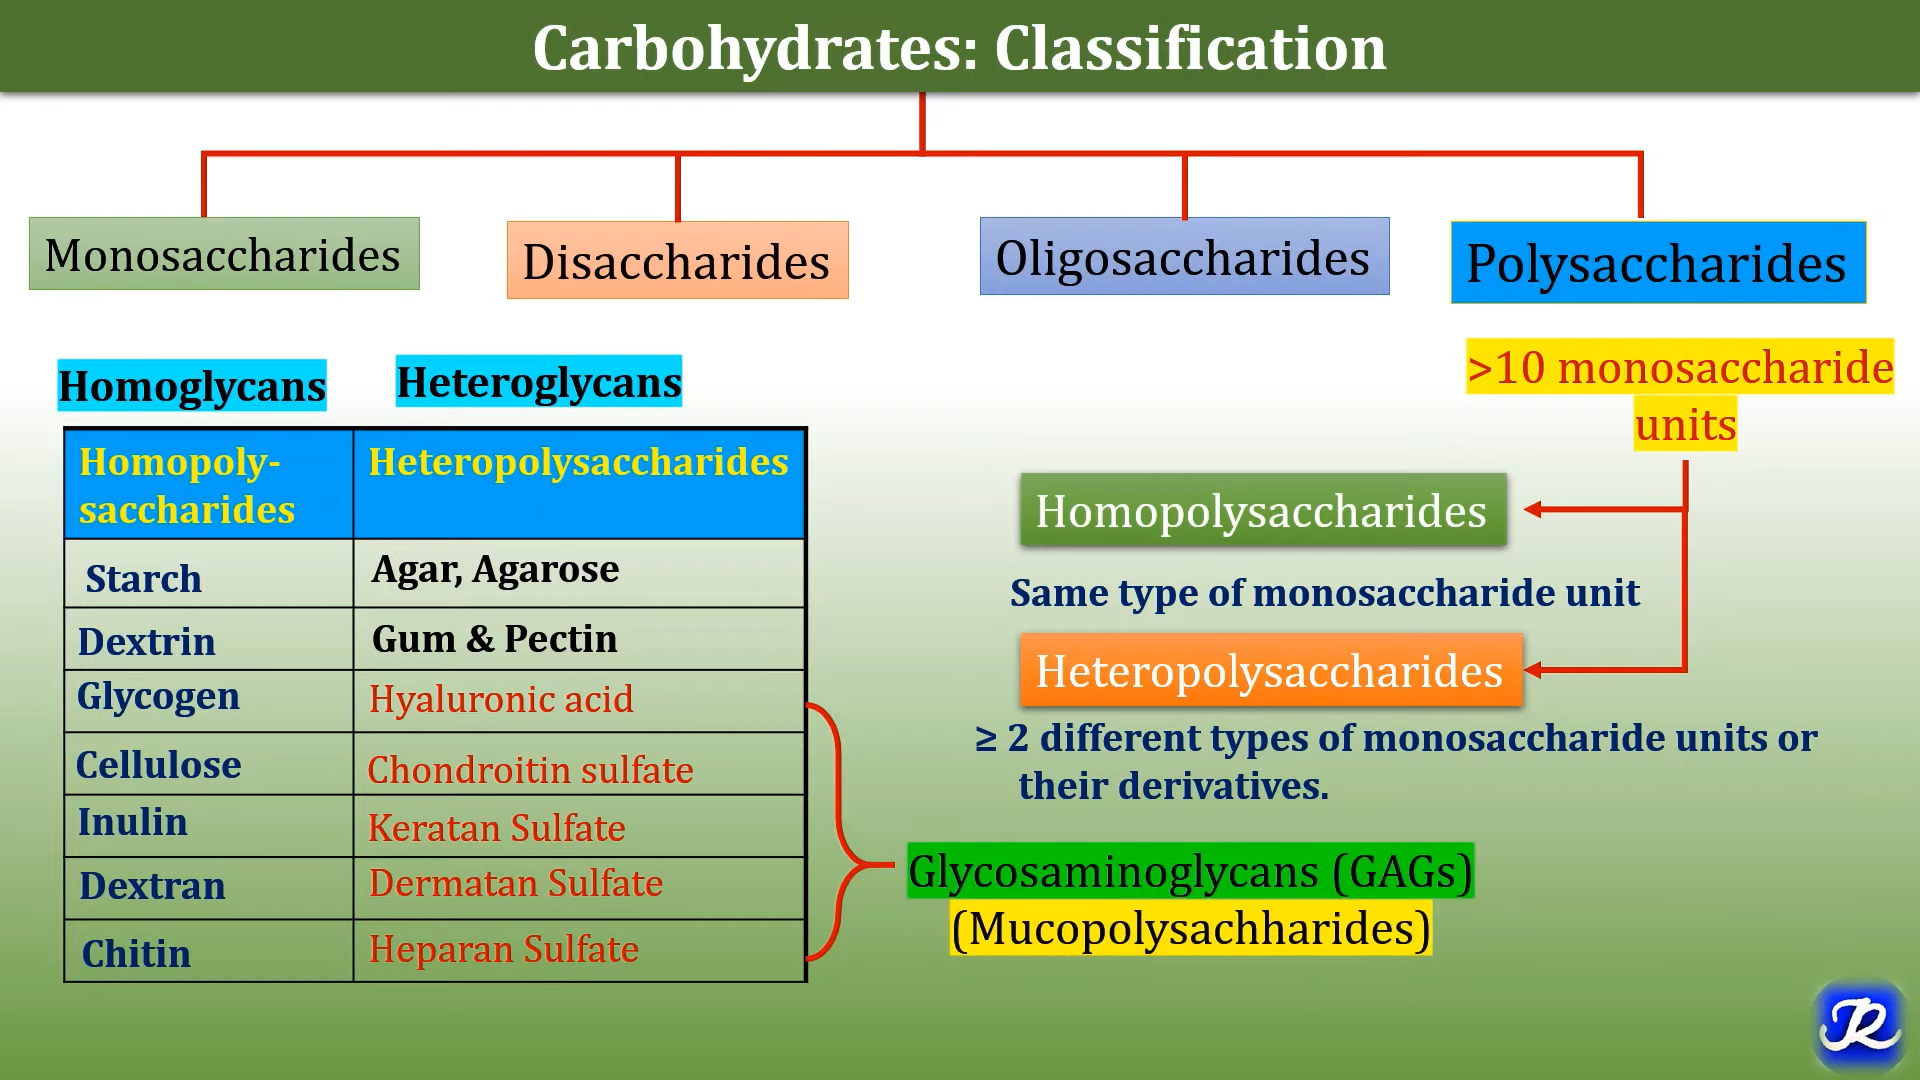 Carbohydrates: Classification
Monosaccharides
Disaccharides
Oligosaccharides
Polysaccharides
>10 monosaccharide
units
Homoglycans
Heteroglycans
Homopoly-
saccharides
Heteropolysaccharides
Starch
Agar, Agarose
Dextrin
Gum & Pectin
Glycogen
Hyaluronic acid
Cellulose
Chondroitin sulfate
Inulin
Keratan Sulfate
Dextran
Dermatan Sulfate
Chitin
Heparan Sulfate
Homopolysaccharides
Same type of monosaccharide unit
Heteropolysaccharides
≥ 2 different types of monosaccharide units or
their derivatives.
Glycosaminoglycans (GAGs)
(Mucopolysachharides)
R